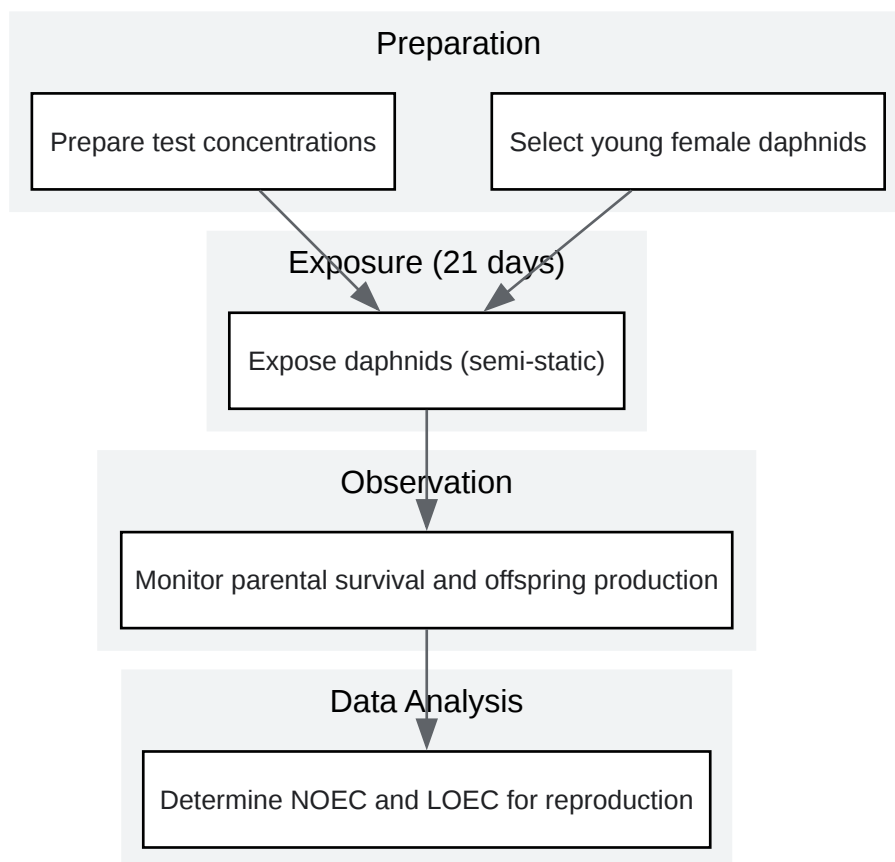 Preparation
Prepare test concentrations
Select young female daphnids
Exposure (21 days)
Expose daphnids (semi-static)
Observation
Monitor parental survival and offspring production
Data Analysis
Determine NOEC and LOEC for reproduction